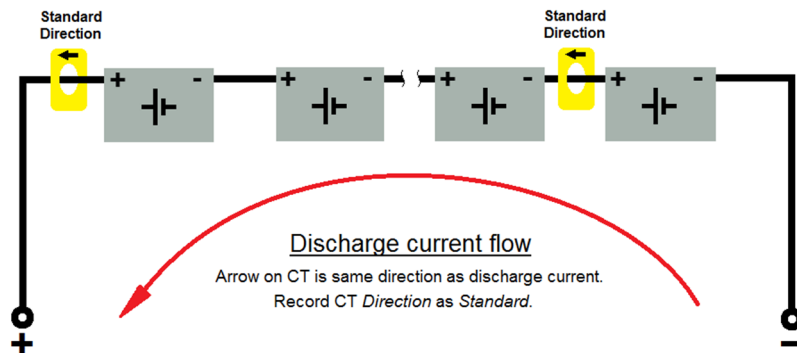 Standard
Direction
Standard
Direction
+ - + - + - + -
Discharge current flow
Arrow on CT is same direction as discharge current.
Record CT Direction as Standard.
+ -